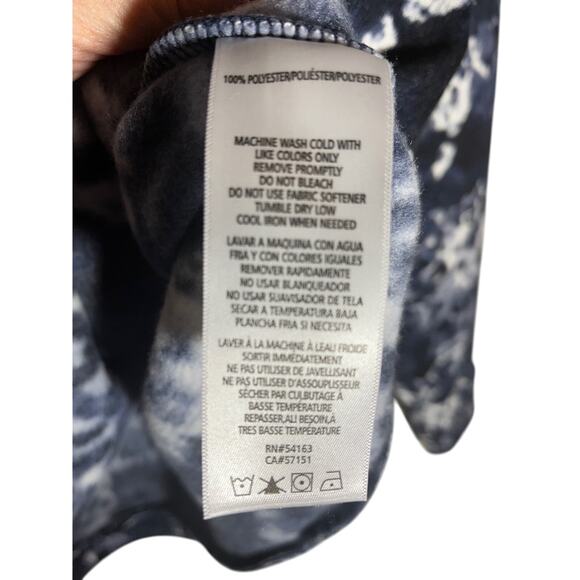 100% POLYESTER/POLIÉSTER/POLYESTER
MACHINE WASH COLD WITH
LIKE COLORS ONLY
REMOVE PROMPTLY
DO NOT BLEACH
DO NOT USE FABRIC SOFTENER
TUMBLE DRY LOW
COOL IRON WHEN NEEDED
LAVAR A MAQUINA CON AGUA
FRIA Y CON COLORES IGUALES
REMOVER RAPIDAMENTE
NO USAR BLANQUEADOR
NO USAR SUAVISADOR DE TELA
SECAR A TEMPERATURA BAJA
PLANCHA FRIA SI NECESITA
LAVER À LA MACHINE À LEAU FROIDE
SORTIR IMMÉDIATEMENT
NE PAS UTILISER DE JAVELLISANT
NE PAS UTILISER D'ASSOUPLISSEUR
SÉCHER PAR CULBUTAGE À
BASSE TEMPÉRATURE
REPASSER,ALI BESOIN,À
TRES BASSE TEMPÉRATURE
RN#54163
CA#57151